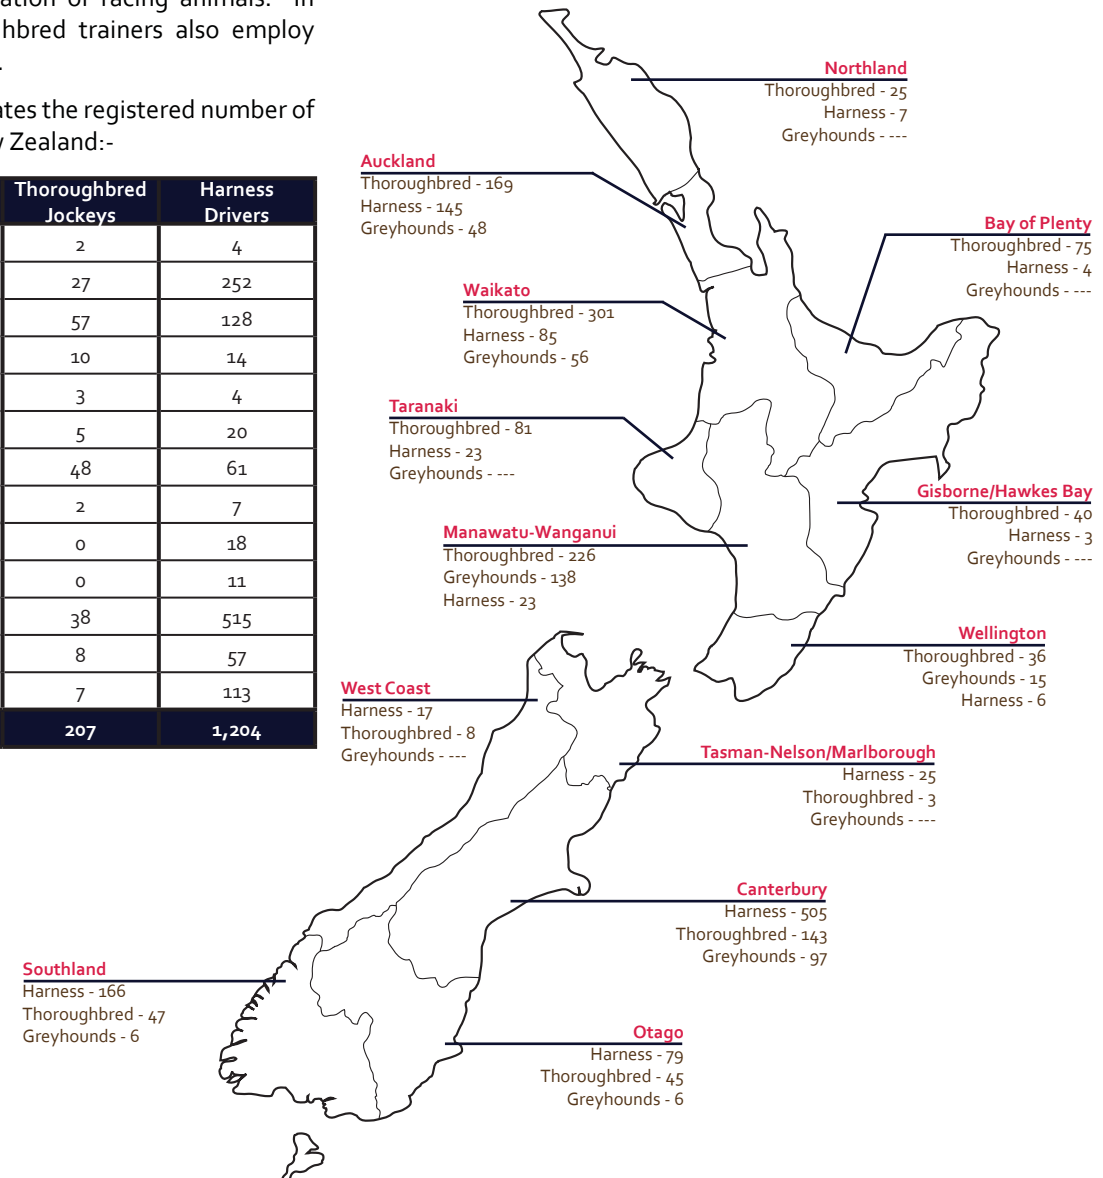 ation of racing animals. In
hbred trainers also employ
.
ates the registered number of
Zealand:-
Thoroughbred Jockeys Harness Drivers
2 4
27 252
57 128
10 14
3 4
5 20
48 61
2 7
0 18
0 11
38 515
8 57
7 113
207 1,204
Northland
Thoroughbred - 25
Harness - 7
Greyhounds - ---
Auckland
Thoroughbred - 169
Harness - 145
Greyhounds - 48
Bay of Plenty
Thoroughbred - 75
Harness - 4
Greyhounds - ---
Waikato
Thoroughbred - 301
Harness - 85
Greyhounds - 56
Taranaki
Thoroughbred - 81
Harness - 23
Greyhounds - ---
Gisborne/Hawkes Bay
Thoroughbred - 40
Harness - 3
Greyhounds - ---
Manawatu-Wanganui
Thoroughbred - 226
Greyhounds - 138
Harness - 23
Wellington
Thoroughbred - 36
Greyhounds - 15
Harness - 6
West Coast
Harness - 17
Thoroughbred - 8
Greyhounds - ---
Tasman-Nelson/Marlborough
Harness - 25
Thoroughbred - 3
Greyhounds - ---
Canterbury
Harness - 505
Thoroughbred - 143
Greyhounds - 97
Southland
Harness - 166
Thoroughbred - 47
Greyhounds - 6
Otago
Harness - 79
Thoroughbred - 45
Greyhounds - 6